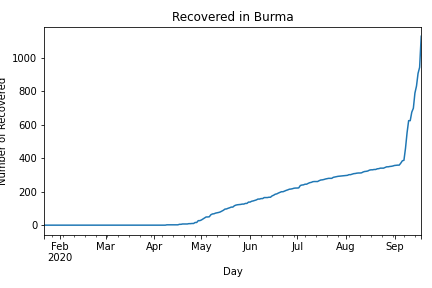 Recovered in Burma
Number of Recovered
1000
800
600
400
200
0
Feb Mar Apr May Jun Jul Aug Sep
2020
Day